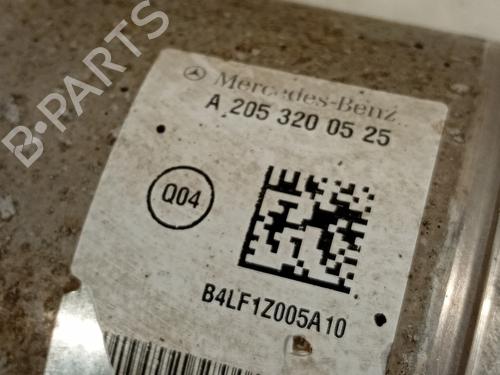 B-PARTS
Mercedes-Benz
A 205 320 05 25
Q04
B4LF1Z005A10